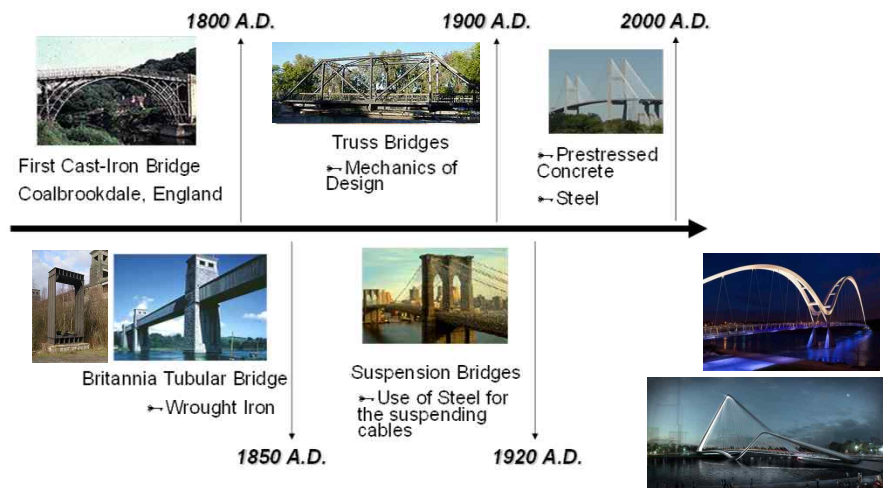 1800 A.D.
1900 A.D.
2000 A.D.
First Cast-Iron Bridge
Coalbrookdale, England
Truss Bridges
Mechanics of
Design
Prestressed
Concrete
Steel
Britannia Tubular Bridge
Wrought Iron
Suspension Bridges
Use of Steel for
the suspending
cables
1850 A.D.
1920 A.D.